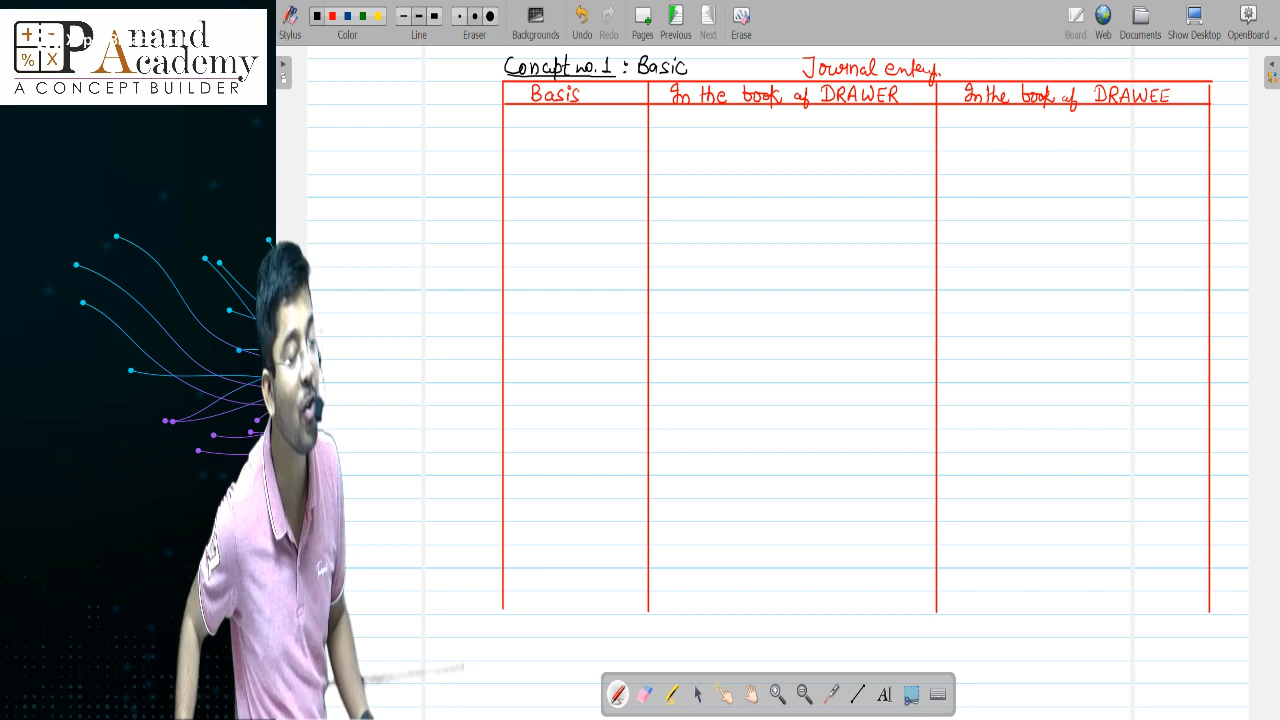 + - % X
P Anand
Academy
A CONCEPT BUILDER
Stylus Color Line Eraser Backgrounds Undo Redo Pages Previous Next Erase Board Web Documents Show Desktop OpenBoard
Concept no. 1 : Basic Journal entry.
Basis In the book of DRAWER In the book of DRAWEE